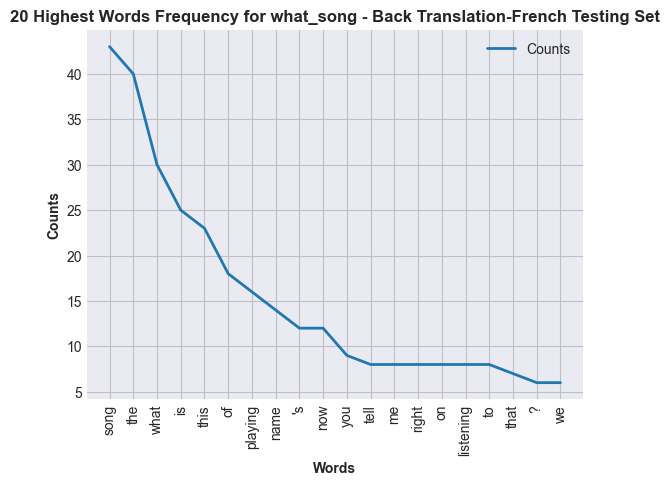 20 Highest Words Frequency for what_song - Back Translation-French Testing Set
Counts
40
35
30
25
20
15
10
5
Counts
song
the
what
is
this
of
playing
name
's
now
you
tell
me
right
on
listening
to
that
?
we
Words